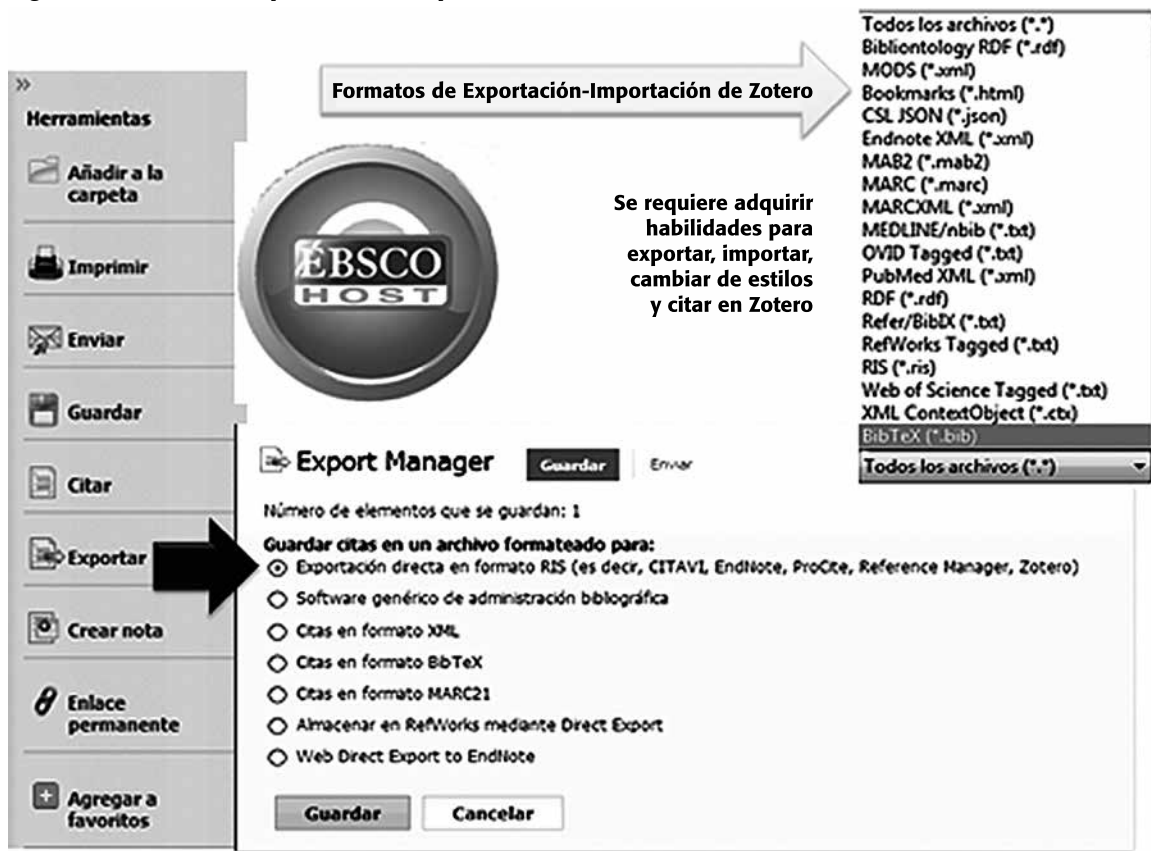 »
Herramientas
Añadir a la
carpeta
Imprimir
Enviar
Guardar
Citar
Exportar
Crear nota
Enlace
permanente
Agregar a
favoritos
Formatos de Exportación-Importación de Zotero
EBSCO
HOST
Se requiere adquirir
habilidades para
exportar, importar,
cambiar de estilos
y citar en Zotero
Todos los archivos (*.*)
Bibliontology RDF (*.rdf)
MODS (*.xml)
Bookmarks (*.html)
CSL JSON (*.json)
Endnote XML (*.xml)
MAB2 (*.mab2)
MARC (*.marc)
MARCXML (*.xml)
MEDLINE/nbib (*.txt)
OVID Tagged (*.txt)
PubMed XML (*.xml)
RDF (*.rdf)
Refer/BibIX (*.txt)
RefWorks Tagged (*.txt)
RIS (*.ris)
Web of Science Tagged (*.txt)
XML ContextObject (*.ctx)
BibTeX (*.bib)
Todos los archivos (*.*)
Export Manager Guardar Enviar
Número de elementos que se guardan: 1
Guardar citas en un archivo formateado para:
Exportación directa en formato RIS (es decir, CITAVI, EndNote, ProCite, Reference Manager, Zotero)
Software genérico de administración bibliográfica
Citas en formato XML
Citas en formato BibTeX
Citas en formato MARC21
Almacenar en RefWorks mediante Direct Export
Web Direct Export to EndNote
Guardar Cancelar